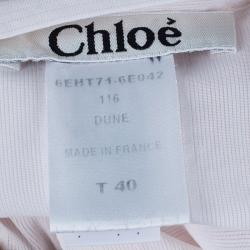 Chloé
6EHT71-6E042
116
DUNE
MADE IN FRANCE
T 40